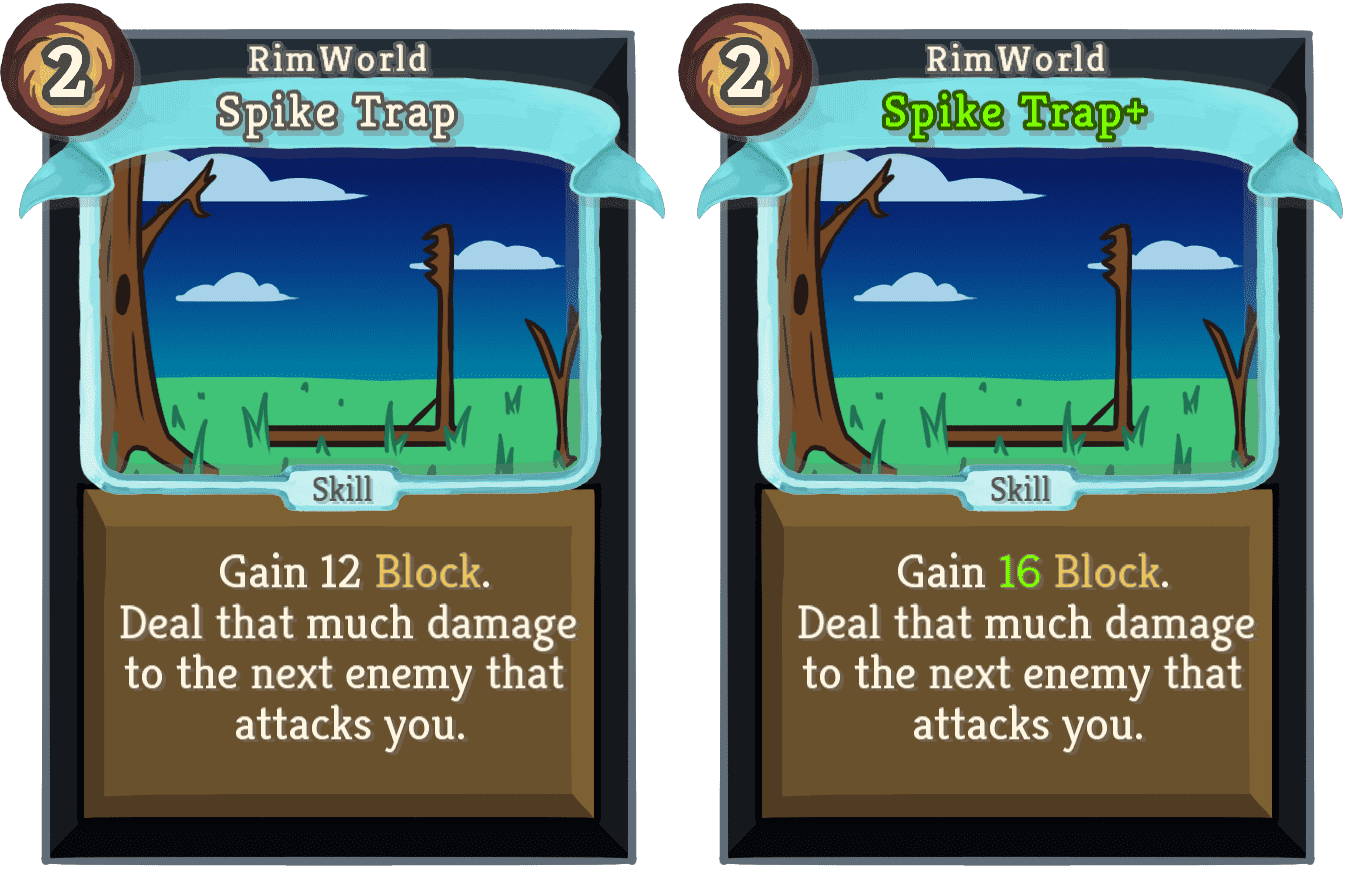 2
RimWorld
Spike Trap
Skill
Gain 12 Block.
Deal that much damage
to the next enemy that
attacks you.
2
RimWorld
Spike Trap+
Skill
Gain 16 Block.
Deal that much damage
to the next enemy that
attacks you.